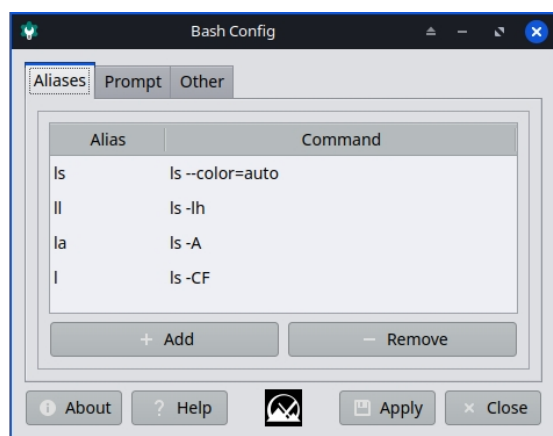 Bash Config
Aliases Prompt Other
Alias Command
ls ls --color=auto
ll ls -lh
la ls -A
l ls -CF
+ Add − Remove
About ? Help Apply × Close